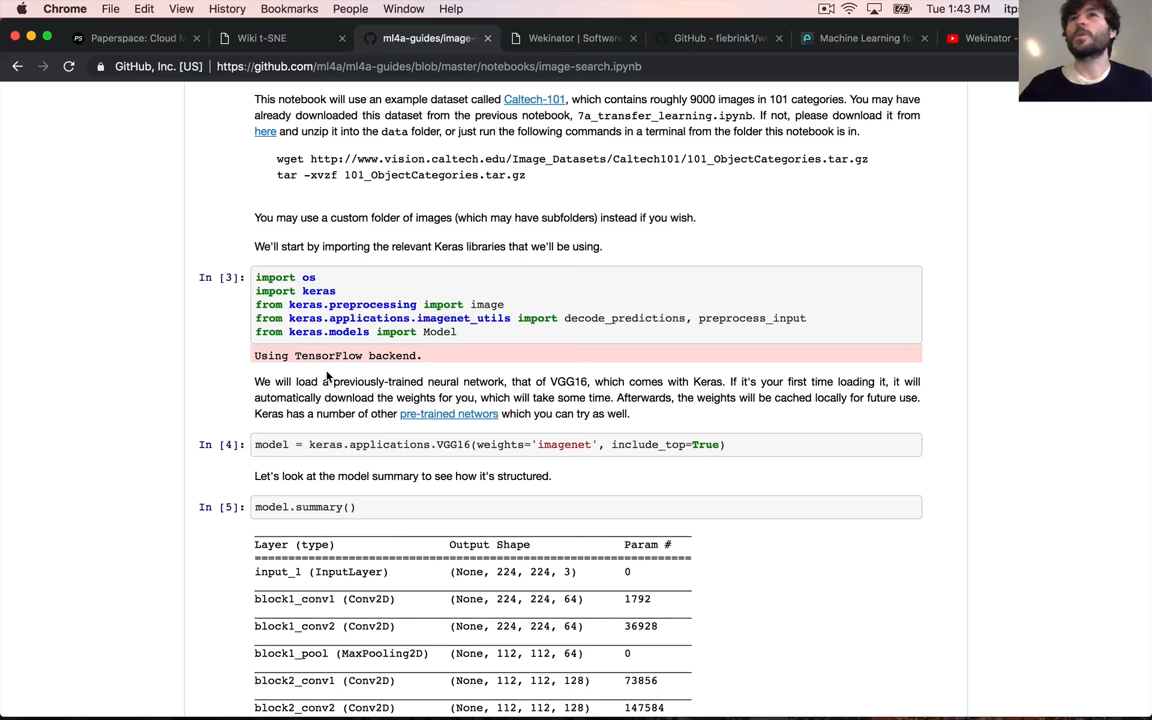 Chrome File Edit View History Bookmarks People Window Help Tue 1:43 PM itps
Paperspace: Cloud M Wiki t-SNE ml4a-guides/image- Wekinator | Software GitHub - fiebrink1/we Machine Learning for Wekinator -
GitHub, Inc. [US] https://github.com/ml4a/ml4a-guides/blob/master/notebooks/image-search.ipynb
This notebook will use an example dataset called Caltech-101, which contains roughly 9000 images in 101 categories. You may have
already downloaded this dataset from the previous notebook, 7a_transfer_learning.ipynb. If not, please download it from
here and unzip it into the data folder, or just run the following commands in a terminal from the folder this notebook is in.
wget http://www.vision.caltech.edu/Image_Datasets/Caltech101/101_ObjectCategories.tar.gz
tar -xvzf 101_ObjectCategories.tar.gz
You may use a custom folder of images (which may have subfolders) instead if you wish.
We'll start by importing the relevant Keras libraries that we'll be using.
In [3]: import os
import keras
from keras.preprocessing import image
from keras.applications.imagenet_utils import decode_predictions, preprocess_input
from keras.models import Model
Using TensorFlow backend.
We will load a previously-trained neural network, that of VGG16, which comes with Keras. If it's your first time loading it, it will
automatically download the weights for you, which will take some time. Afterwards, the weights will be cached locally for future use.
Keras has a number of other pre-trained networs which you can try as well.
In [4]: model = keras.applications.VGG16(weights='imagenet', include_top=True)
Let's look at the model summary to see how it's structured.
In [5]: model.summary()
Layer (type) Output Shape Param #
=================================================================
input_1 (InputLayer) (None, 224, 224, 3) 0
block1_conv1 (Conv2D) (None, 224, 224, 64) 1792
block1_conv2 (Conv2D) (None, 224, 224, 64) 36928
block1_pool (MaxPooling2D) (None, 112, 112, 64) 0
block2_conv1 (Conv2D) (None, 112, 112, 128) 73856
block2_conv2 (Conv2D) (None, 112, 112, 128) 147584